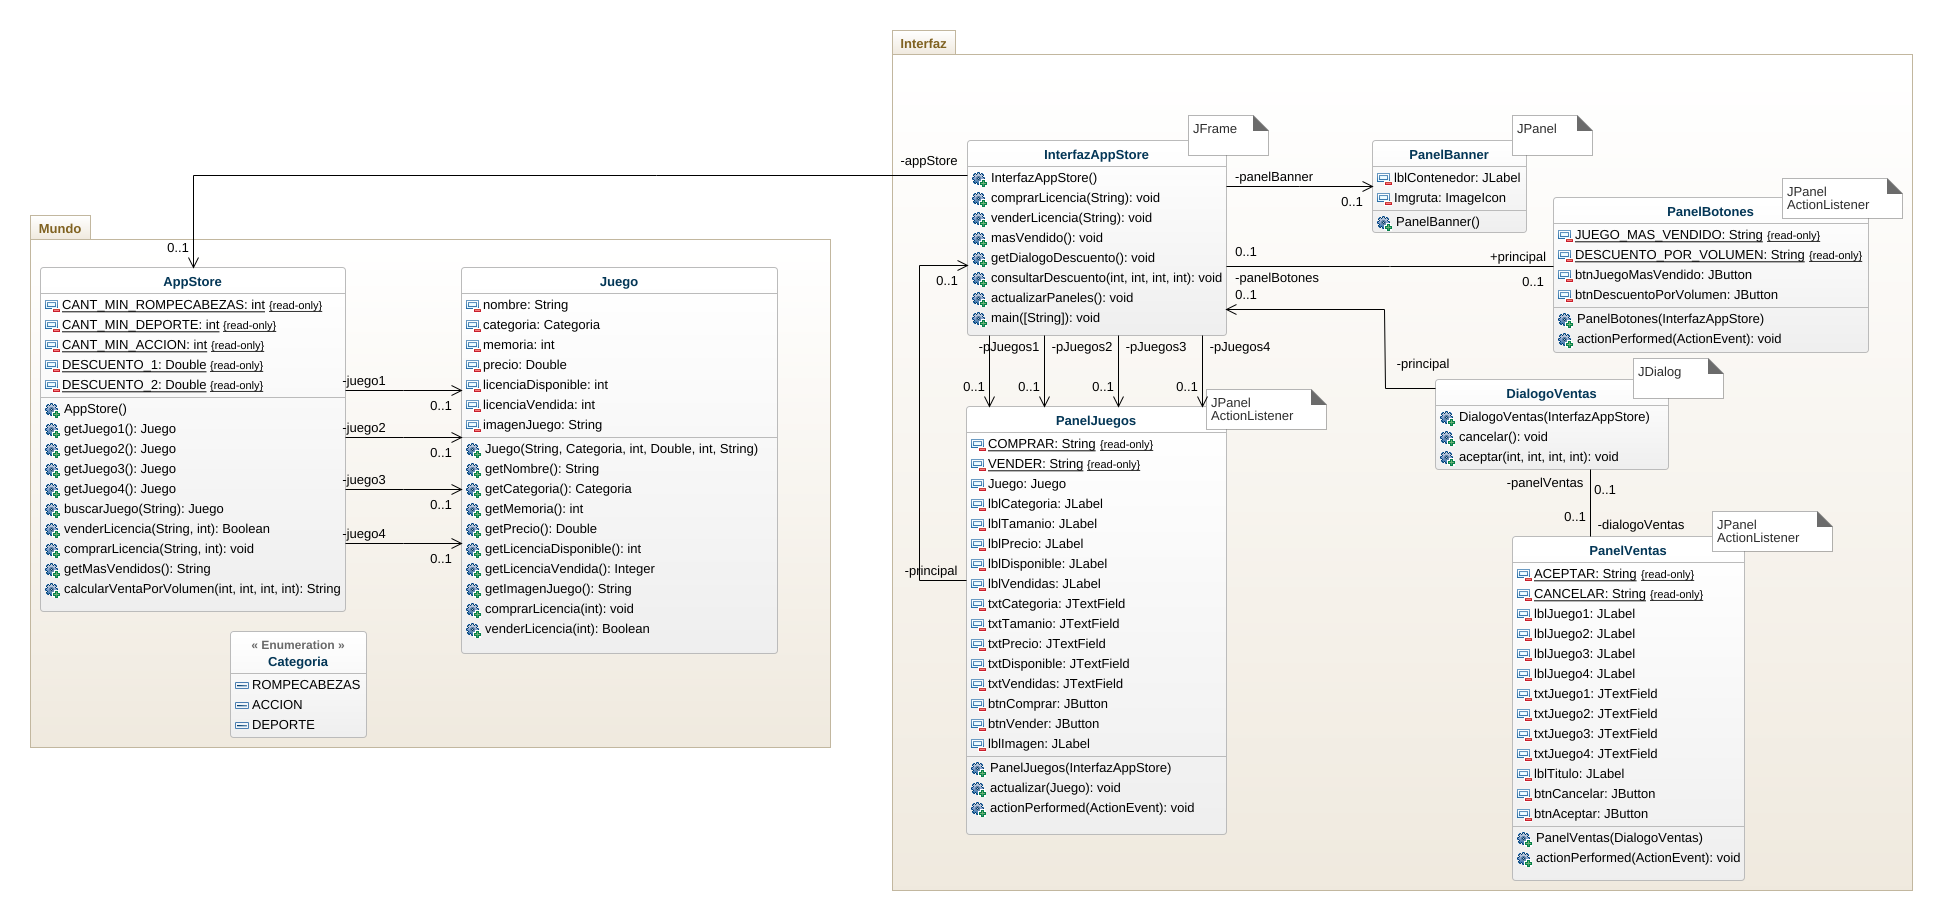 Interfaz
JFrame
JPanel
InterfazAppStore
InterfazAppStore()
comprarLicencia(String): void
venderLicencia(String): void
masVendido(): void
getDialogoDescuento(): void
consultarDescuento(int, int, int, int): void
actualizarPaneles(): void
main([String]): void
-appStore
0..1
-panelBanner
0..1
PanelBanner
lblContenedor: JLabel
Imgruta: ImageIcon
PanelBanner()
JPanel
ActionListener
PanelBotones
JUEGO_MAS_VENDIDO: String {read-only}
DESCUENTO_POR_VOLUMEN: String {read-only}
btnJuegoMasVendido: JButton
btnDescuentoPorVolumen: JButton
PanelBotones(InterfazAppStore)
actionPerformed(ActionEvent): void
0..1
+principal
-panelBotones
0..1
0..1
0..1
-principal
-pJuegos1
-pJuegos2
-pJuegos3
-pJuegos4
0..1
0..1
0..1
0..1
JDialog
DialogoVentas
DialogoVentas(InterfazAppStore)
cancelar(): void
aceptar(int, int, int, int): void
-panelVentas
0..1
0..1
-dialogoVentas
JPanel
ActionListener
PanelJuegos
COMPRAR: String {read-only}
VENDER: String {read-only}
Juego: Juego
lblCategoria: JLabel
lblTamanio: JLabel
lblPrecio: JLabel
lblDisponible: JLabel
lblVendidas: JLabel
txtCategoria: JTextField
txtTamanio: JTextField
txtPrecio: JTextField
txtDisponible: JTextField
txtVendidas: JTextField
btnComprar: JButton
btnVender: JButton
lblImagen: JLabel
PanelJuegos(InterfazAppStore)
actualizar(Juego): void
actionPerformed(ActionEvent): void
-principal
JPanel
ActionListener
PanelVentas
ACEPTAR: String {read-only}
CANCELAR: String {read-only}
lblJuego1: JLabel
lblJuego2: JLabel
lblJuego3: JLabel
lblJuego4: JLabel
txtJuego1: JTextField
txtJuego2: JTextField
txtJuego3: JTextField
txtJuego4: JTextField
lblTitulo: JLabel
btnCancelar: JButton
btnAceptar: JButton
PanelVentas(DialogoVentas)
actionPerformed(ActionEvent): void
Mundo
0..1
AppStore
CANT_MIN_ROMPECABEZAS: int {read-only}
CANT_MIN_DEPORTE: int {read-only}
CANT_MIN_ACCION: int {read-only}
DESCUENTO_1: Double {read-only}
DESCUENTO_2: Double {read-only}
AppStore()
getJuego1(): Juego
getJuego2(): Juego
getJuego3(): Juego
getJuego4(): Juego
buscarJuego(String): Juego
venderLicencia(String, int): Boolean
comprarLicencia(String, int): void
getMasVendidos(): String
calcularVentaPorVolumen(int, int, int, int): String
-juego1
0..1
-juego2
0..1
-juego3
0..1
-juego4
0..1
Juego
nombre: String
categoria: Categoria
memoria: int
precio: Double
licenciaDisponible: int
licenciaVendida: int
imagenJuego: String
Juego(String, Categoria, int, Double, int, String)
getNombre(): String
getCategoria(): Categoria
getMemoria(): int
getPrecio(): Double
getLicenciaDisponible(): int
getLicenciaVendida(): Integer
getImagenJuego(): String
comprarLicencia(int): void
venderLicencia(int): Boolean
« Enumeration »
Categoria
ROMPECABEZAS
ACCION
DEPORTE